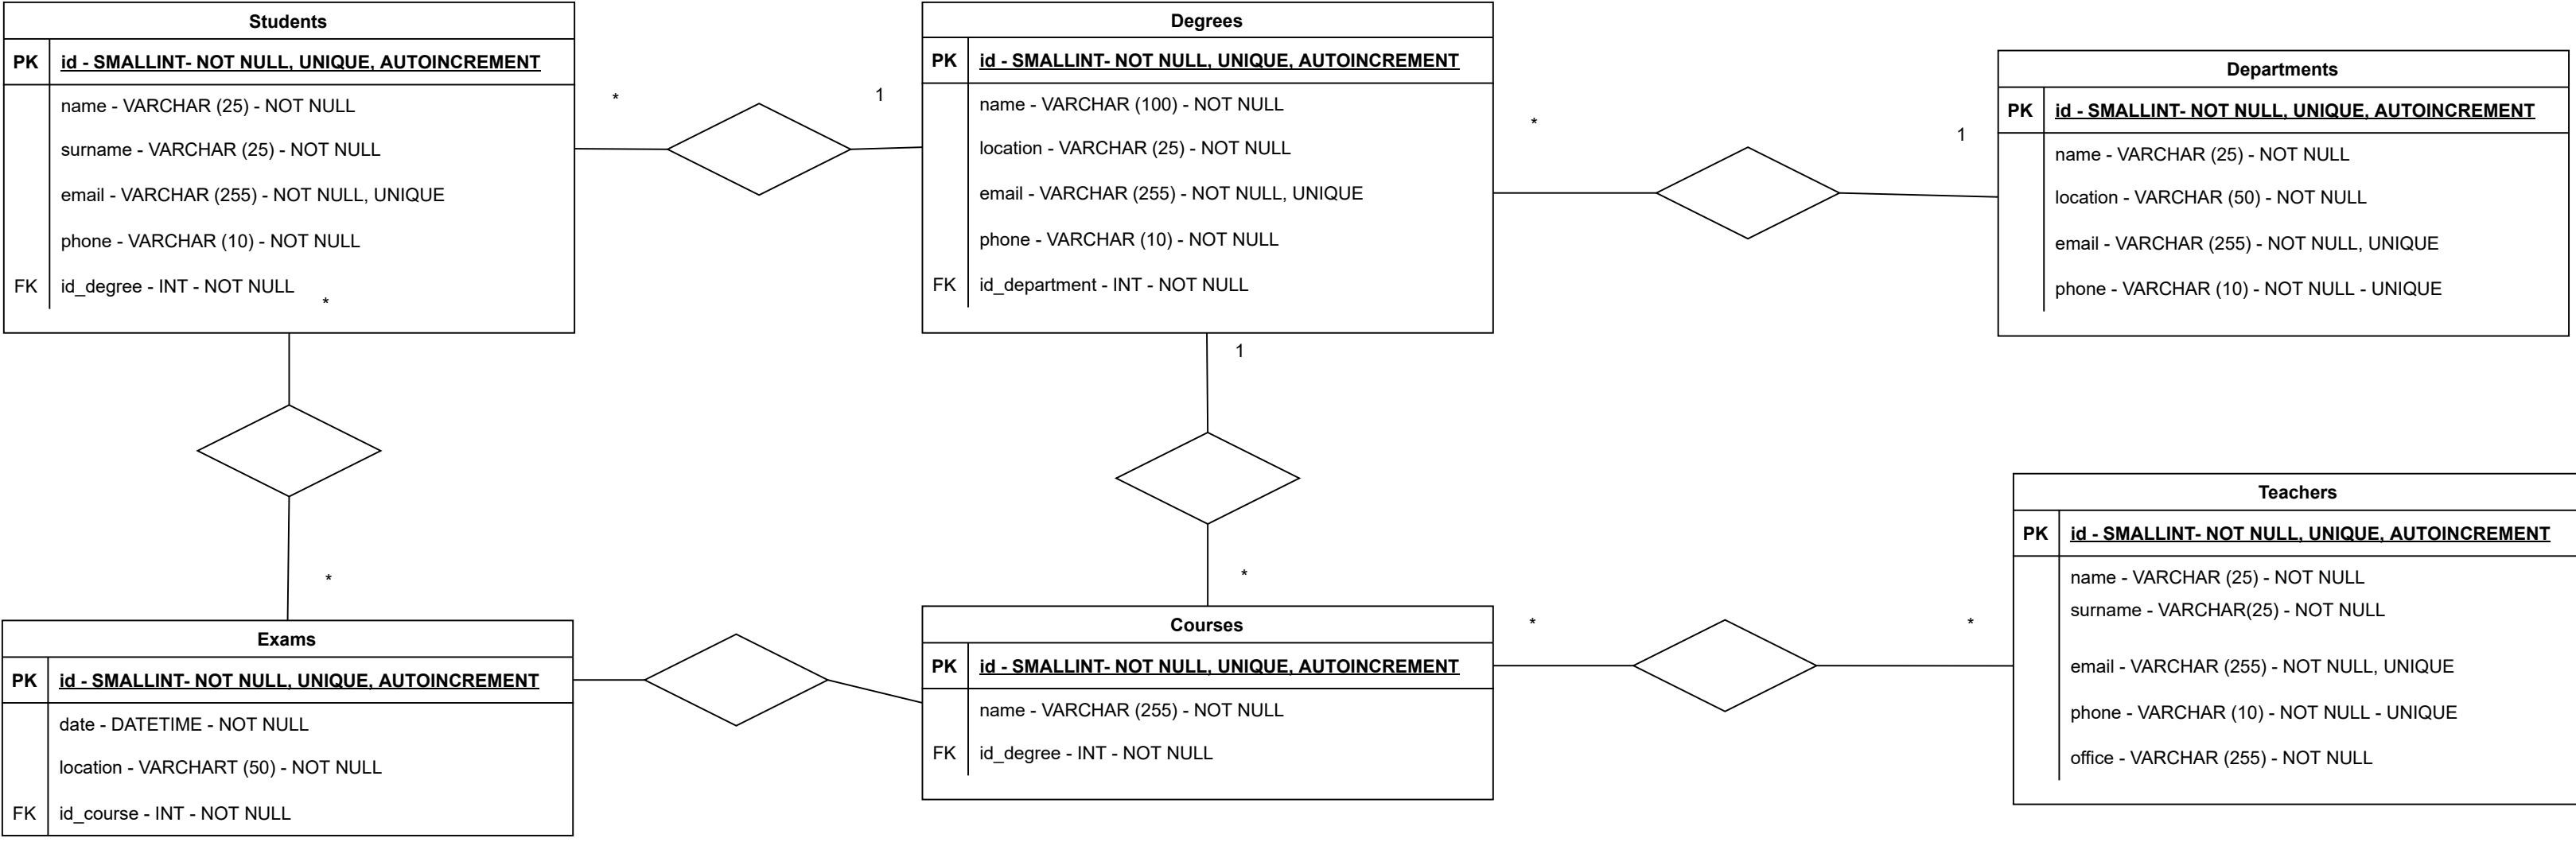 Students
PK id - SMALLINT- NOT NULL, UNIQUE, AUTOINCREMENT
name - VARCHAR (25) - NOT NULL
surname - VARCHAR (25) - NOT NULL
email - VARCHAR (255) - NOT NULL, UNIQUE
phone - VARCHAR (10) - NOT NULL
FK id_degree - INT - NOT NULL
*
*
1
Degrees
PK id - SMALLINT- NOT NULL, UNIQUE, AUTOINCREMENT
name - VARCHAR (100) - NOT NULL
location - VARCHAR (25) - NOT NULL
email - VARCHAR (255) - NOT NULL, UNIQUE
phone - VARCHAR (10) - NOT NULL
FK id_department - INT - NOT NULL
*
1
Departments
PK id - SMALLINT- NOT NULL, UNIQUE, AUTOINCREMENT
name - VARCHAR (25) - NOT NULL
location - VARCHAR (50) - NOT NULL
email - VARCHAR (255) - NOT NULL, UNIQUE
phone - VARCHAR (10) - NOT NULL - UNIQUE
1
*
*
Exams
PK id - SMALLINT- NOT NULL, UNIQUE, AUTOINCREMENT
date - DATETIME - NOT NULL
location - VARCHART (50) - NOT NULL
FK id_course - INT - NOT NULL
Courses
PK id - SMALLINT- NOT NULL, UNIQUE, AUTOINCREMENT
name - VARCHAR (255) - NOT NULL
FK id_degree - INT - NOT NULL
*
*
Teachers
PK id - SMALLINT- NOT NULL, UNIQUE, AUTOINCREMENT
name - VARCHAR (25) - NOT NULL
surname - VARCHAR(25) - NOT NULL
email - VARCHAR (255) - NOT NULL, UNIQUE
phone - VARCHAR (10) - NOT NULL - UNIQUE
office - VARCHAR (255) - NOT NULL